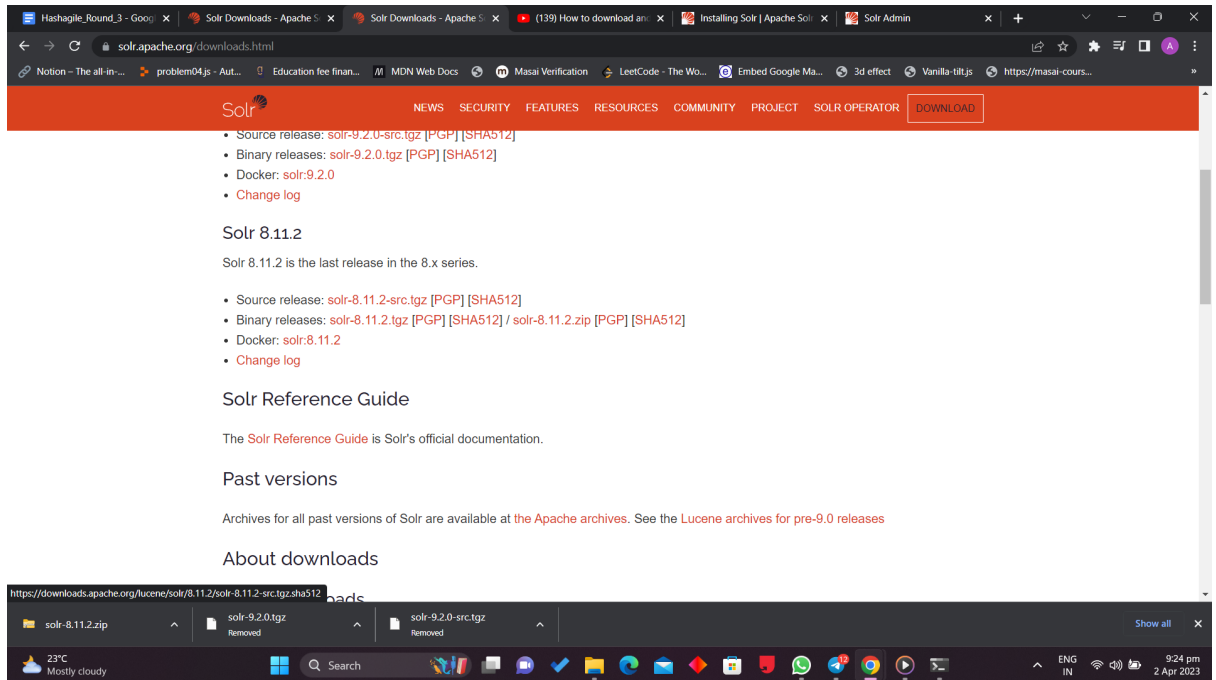 Hashagile_Round_3 - Googl
Solr Downloads - Apache S
Solr Downloads - Apache S
(139) How to download and
Installing Solr | Apache Solr
Solr Admin
solr.apache.org/downloads.html
A
Notion – The all-in-...
problem04.js - Aut...
Education fee finan...
MDN Web Docs
Masai Verification
LeetCode - The Wo...
Embed Google Ma...
3d effect
Vanilla-tilt.js
https://masai-cours...
»
Solr
NEWS SECURITY FEATURES RESOURCES COMMUNITY PROJECT SOLR OPERATOR DOWNLOAD
• Source release: solr-9.2.0-src.tgz [PGP] [SHA512]
• Binary releases: solr-9.2.0.tgz [PGP] [SHA512]
• Docker: solr:9.2.0
• Change log
Solr 8.11.2
Solr 8.11.2 is the last release in the 8.x series.
• Source release: solr-8.11.2-src.tgz [PGP] [SHA512]
• Binary releases: solr-8.11.2.tgz [PGP] [SHA512] / solr-8.11.2.zip [PGP] [SHA512]
• Docker: solr:8.11.2
• Change log
Solr Reference Guide
The Solr Reference Guide is Solr's official documentation.
Past versions
Archives for all past versions of Solr are available at the Apache archives. See the Lucene archives for pre-9.0 releases
About downloads
https://downloads.apache.org/lucene/solr/8.11.2/solr-8.11.2-src.tgz.sha512
solr-8.11.2.zip
solr-9.2.0.tgz
Removed
solr-9.2.0-src.tgz
Removed
Show all
23°C
Mostly cloudy
Search
12
ENG
IN
9:24 pm
2 Apr 2023